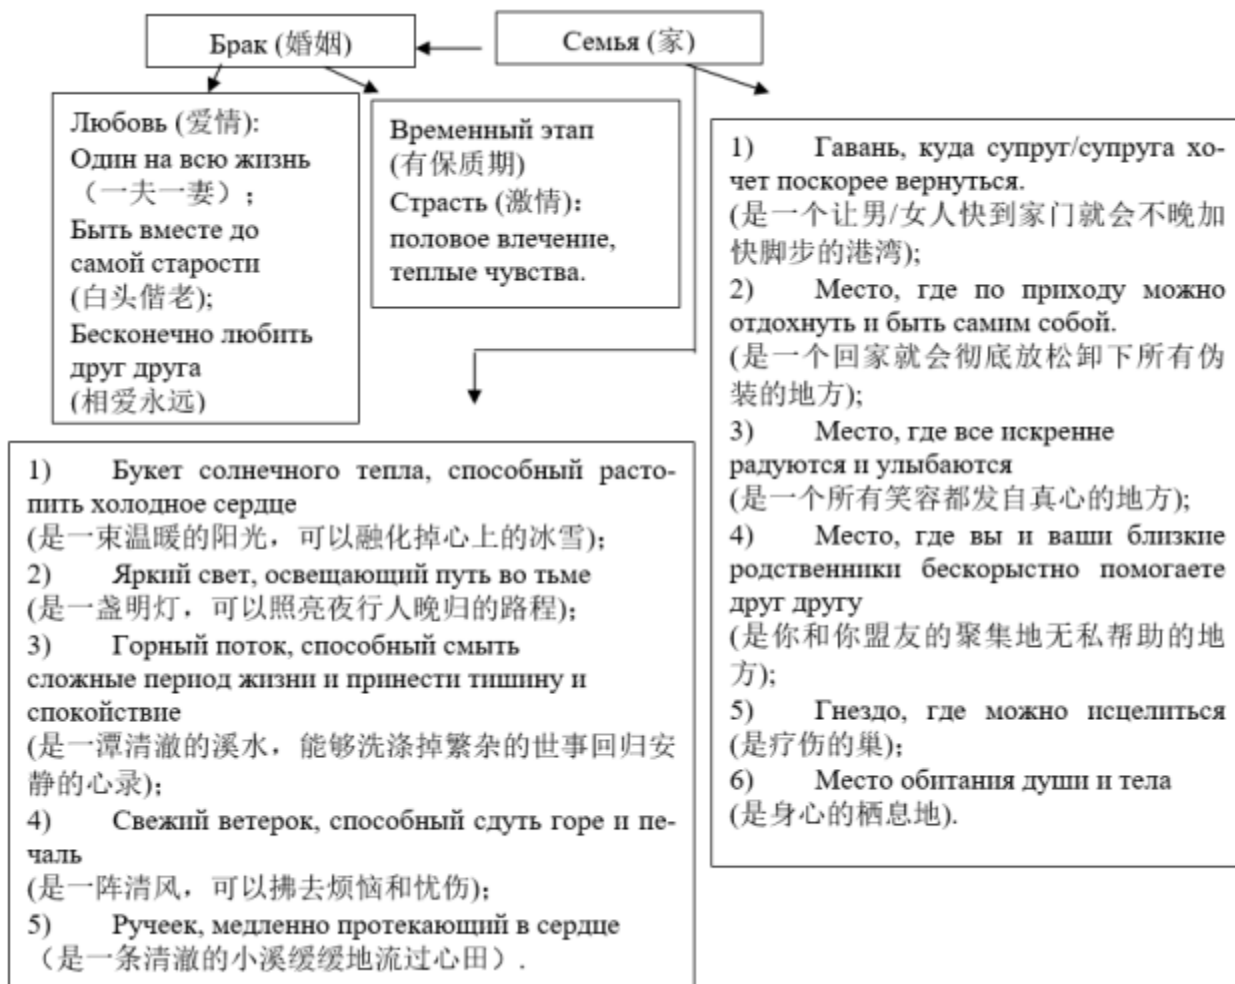 Брак (婚姻)
Семья (家)
Любовь (爱情):
Один на всю жизнь
（一夫一妻）;
Быть вместе до
самой старости
(白头偕老);
Бесконечно любить
друг друга
(相爱永远)
Временный этап
(有保质期)
Страсть (激情):
половое влечение,
теплые чувства.
1) Гавань, куда супруг/супруга хо-
чет поскорее вернуться.
(是一个让男/女人快到家门就会不晚加
快脚步的港湾);
2) Место, где по приходу можно
отдохнуть и быть самим собой.
(是一个回家就会彻底放松卸下所有伪
装的地方);
3) Место, где все искренне
радуются и улыбаются
(是一个所有笑容都发自真心的地方);
4) Место, где вы и ваши близкие
родственники бескорыстно помогаете
друг другу
(是你和你盟友的聚集地无私帮助的地
方);
5) Гнездо, где можно исцелиться
(是疗伤的巢);
6) Место обитания души и тела
(是身心的栖息地).
1) Букет солнечного тепла, способный расто-
пить холодное сердце
(是一束温暖的阳光，可以融化掉心上的冰雪);
2) Яркий свет, освещающий путь во тьме
(是一盏明灯，可以照亮夜行人晚归的路程);
3) Горный поток, способный смыть
сложные период жизни и принести тишину и
спокойствие
(是一潭清澈的溪水，能够洗涤掉繁杂的世事回归安
静的心录);
4) Свежий ветерок, способный сдуть горе и пе-
чаль
(是一阵清风，可以拂去烦恼和忧伤);
5) Ручеек, медленно протекающий в сердце
（是一条清澈的小溪缓缓地流过心田）.